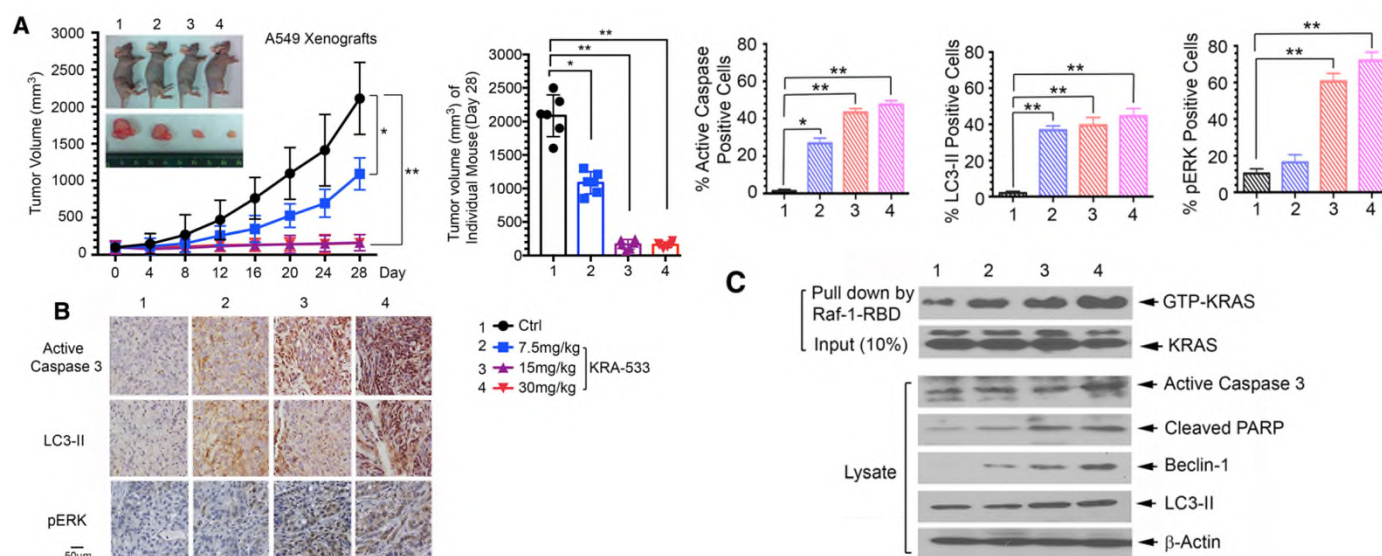 A
1 2 3 4
A549 Xenografts
Tumor Volume (mm³)
3000
2500
2000
1500
1000
500
0
0 4 8 12 16 20 24 28 Day
*
**
Tumor volume (mm³) of
Individual Mouse (Day 28)
3000
2500
2000
1500
1000
500
0
1 2 3 4
**
**
*
% Active Caspase
Positive Cells
80
60
40
20
0
1 2 3 4
**
**
*
% LC3-II Positive Cells
80
60
40
20
0
1 2 3 4
**
**
**
% pERK Positive Cells
80
60
40
20
0
1 2 3 4
**
**
B
1 2 3 4
Active
Caspase 3
LC3-II
pERK
50μm
1 Ctrl
2 7.5mg/kg
3 15mg/kg
4 30mg/kg
KRA-533
C
1 2 3 4
Pull down by
Raf-1-RBD
GTP-KRAS
Input (10%)
KRAS
Lysate
Active Caspase 3
Cleaved PARP
Beclin-1
LC3-II
β-Actin